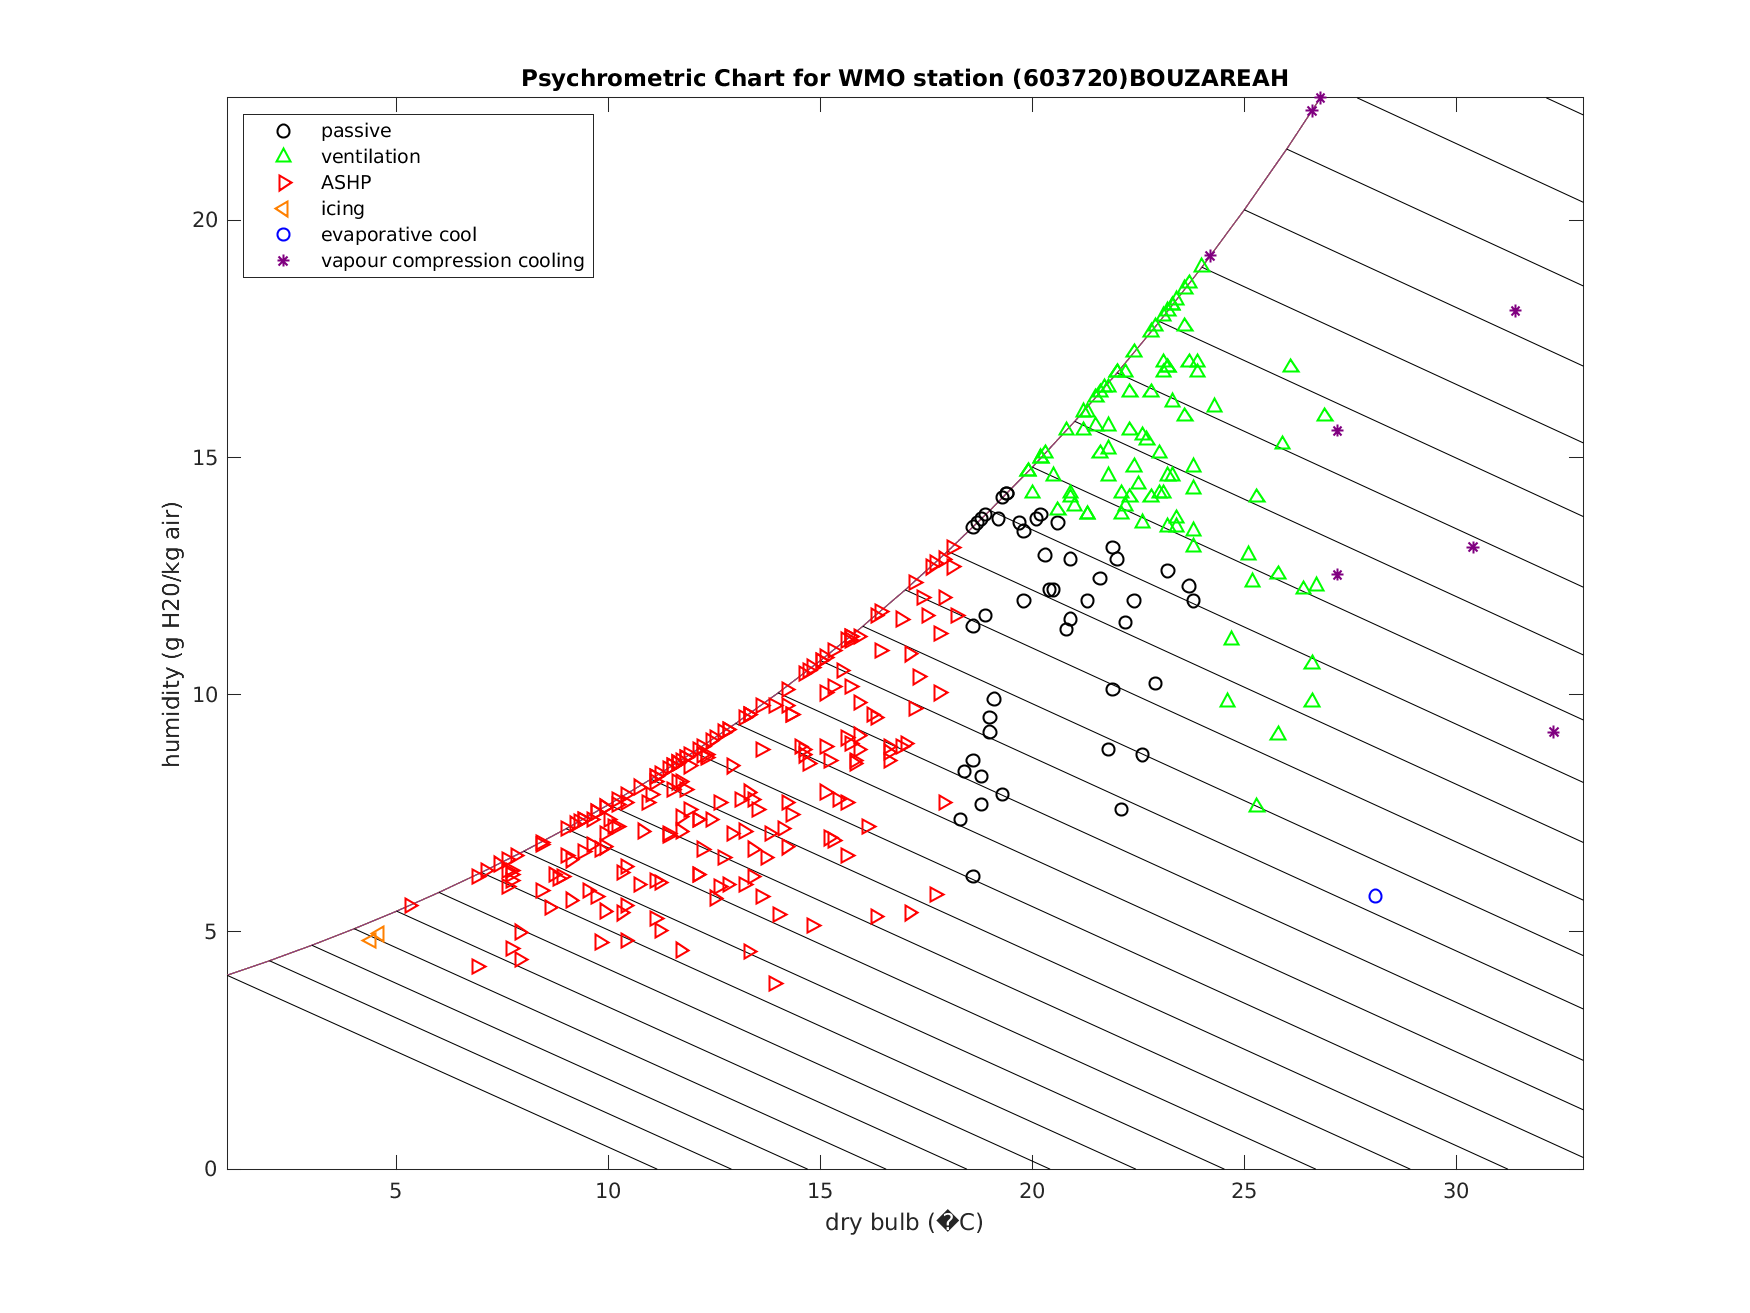 Psychrometric Chart for WMO station (603720)BOUZAREAH
passive
ventilation
ASHP
icing
evaporative cool
vapour compression cooling
20
15
10
5
0
humidity (g H20/kg air)
5 10 15 20 25 30
dry bulb (�C)